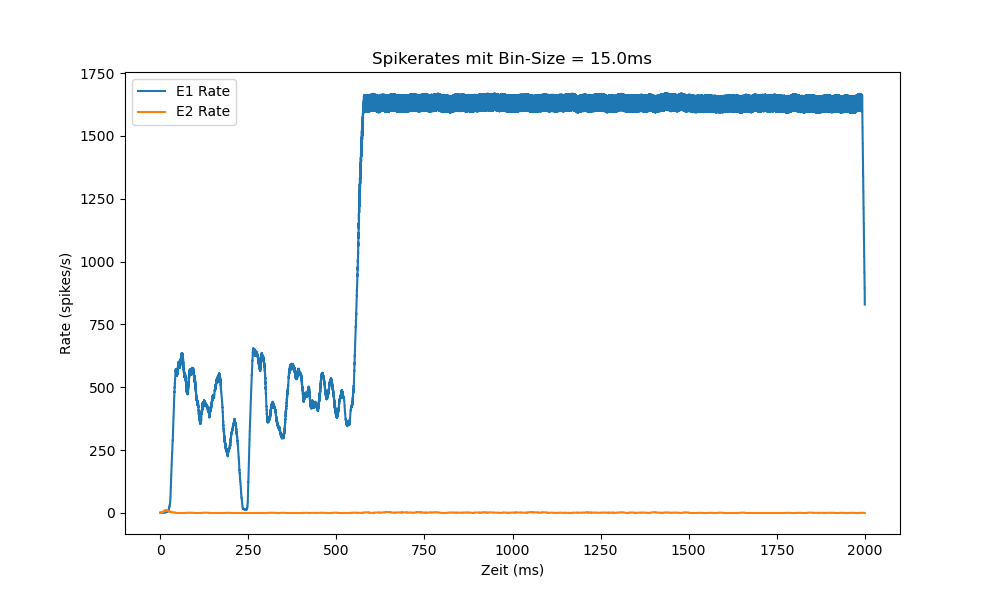 Spikerates mit Bin-Size = 15.0ms
E1 Rate
E2 Rate
1750
1500
1250
1000
750
500
250
0
Rate (spikes/s)
0 250 500 750 1000 1250 1500 1750 2000
Zeit (ms)